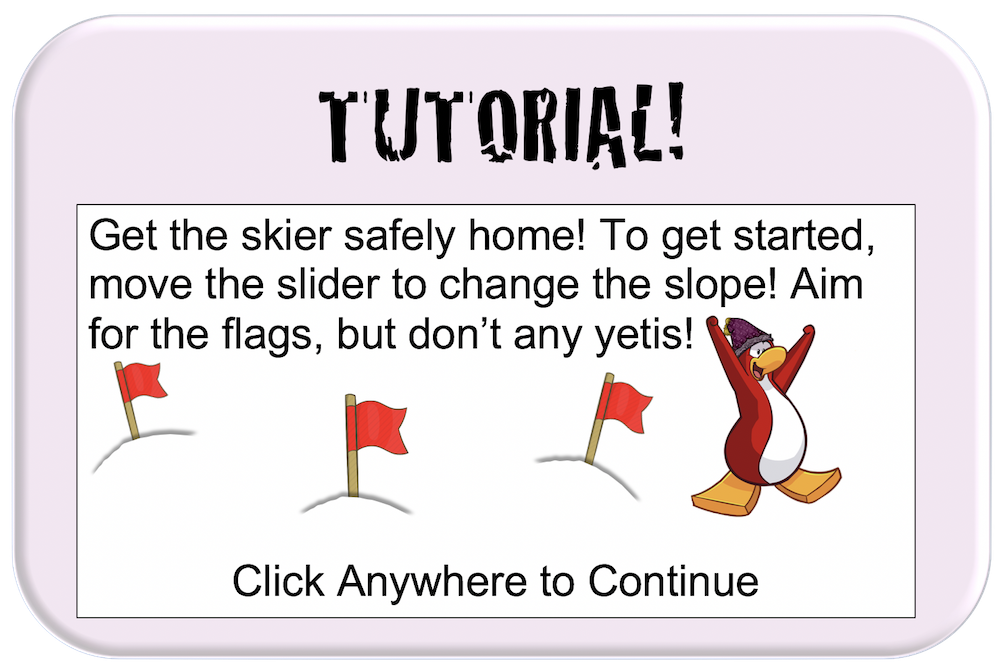 TUTORIAL!
Get the skier safely home! To get started,
move the slider to change the slope! Aim
for the flags, but don’t any yetis!
Click Anywhere to Continue